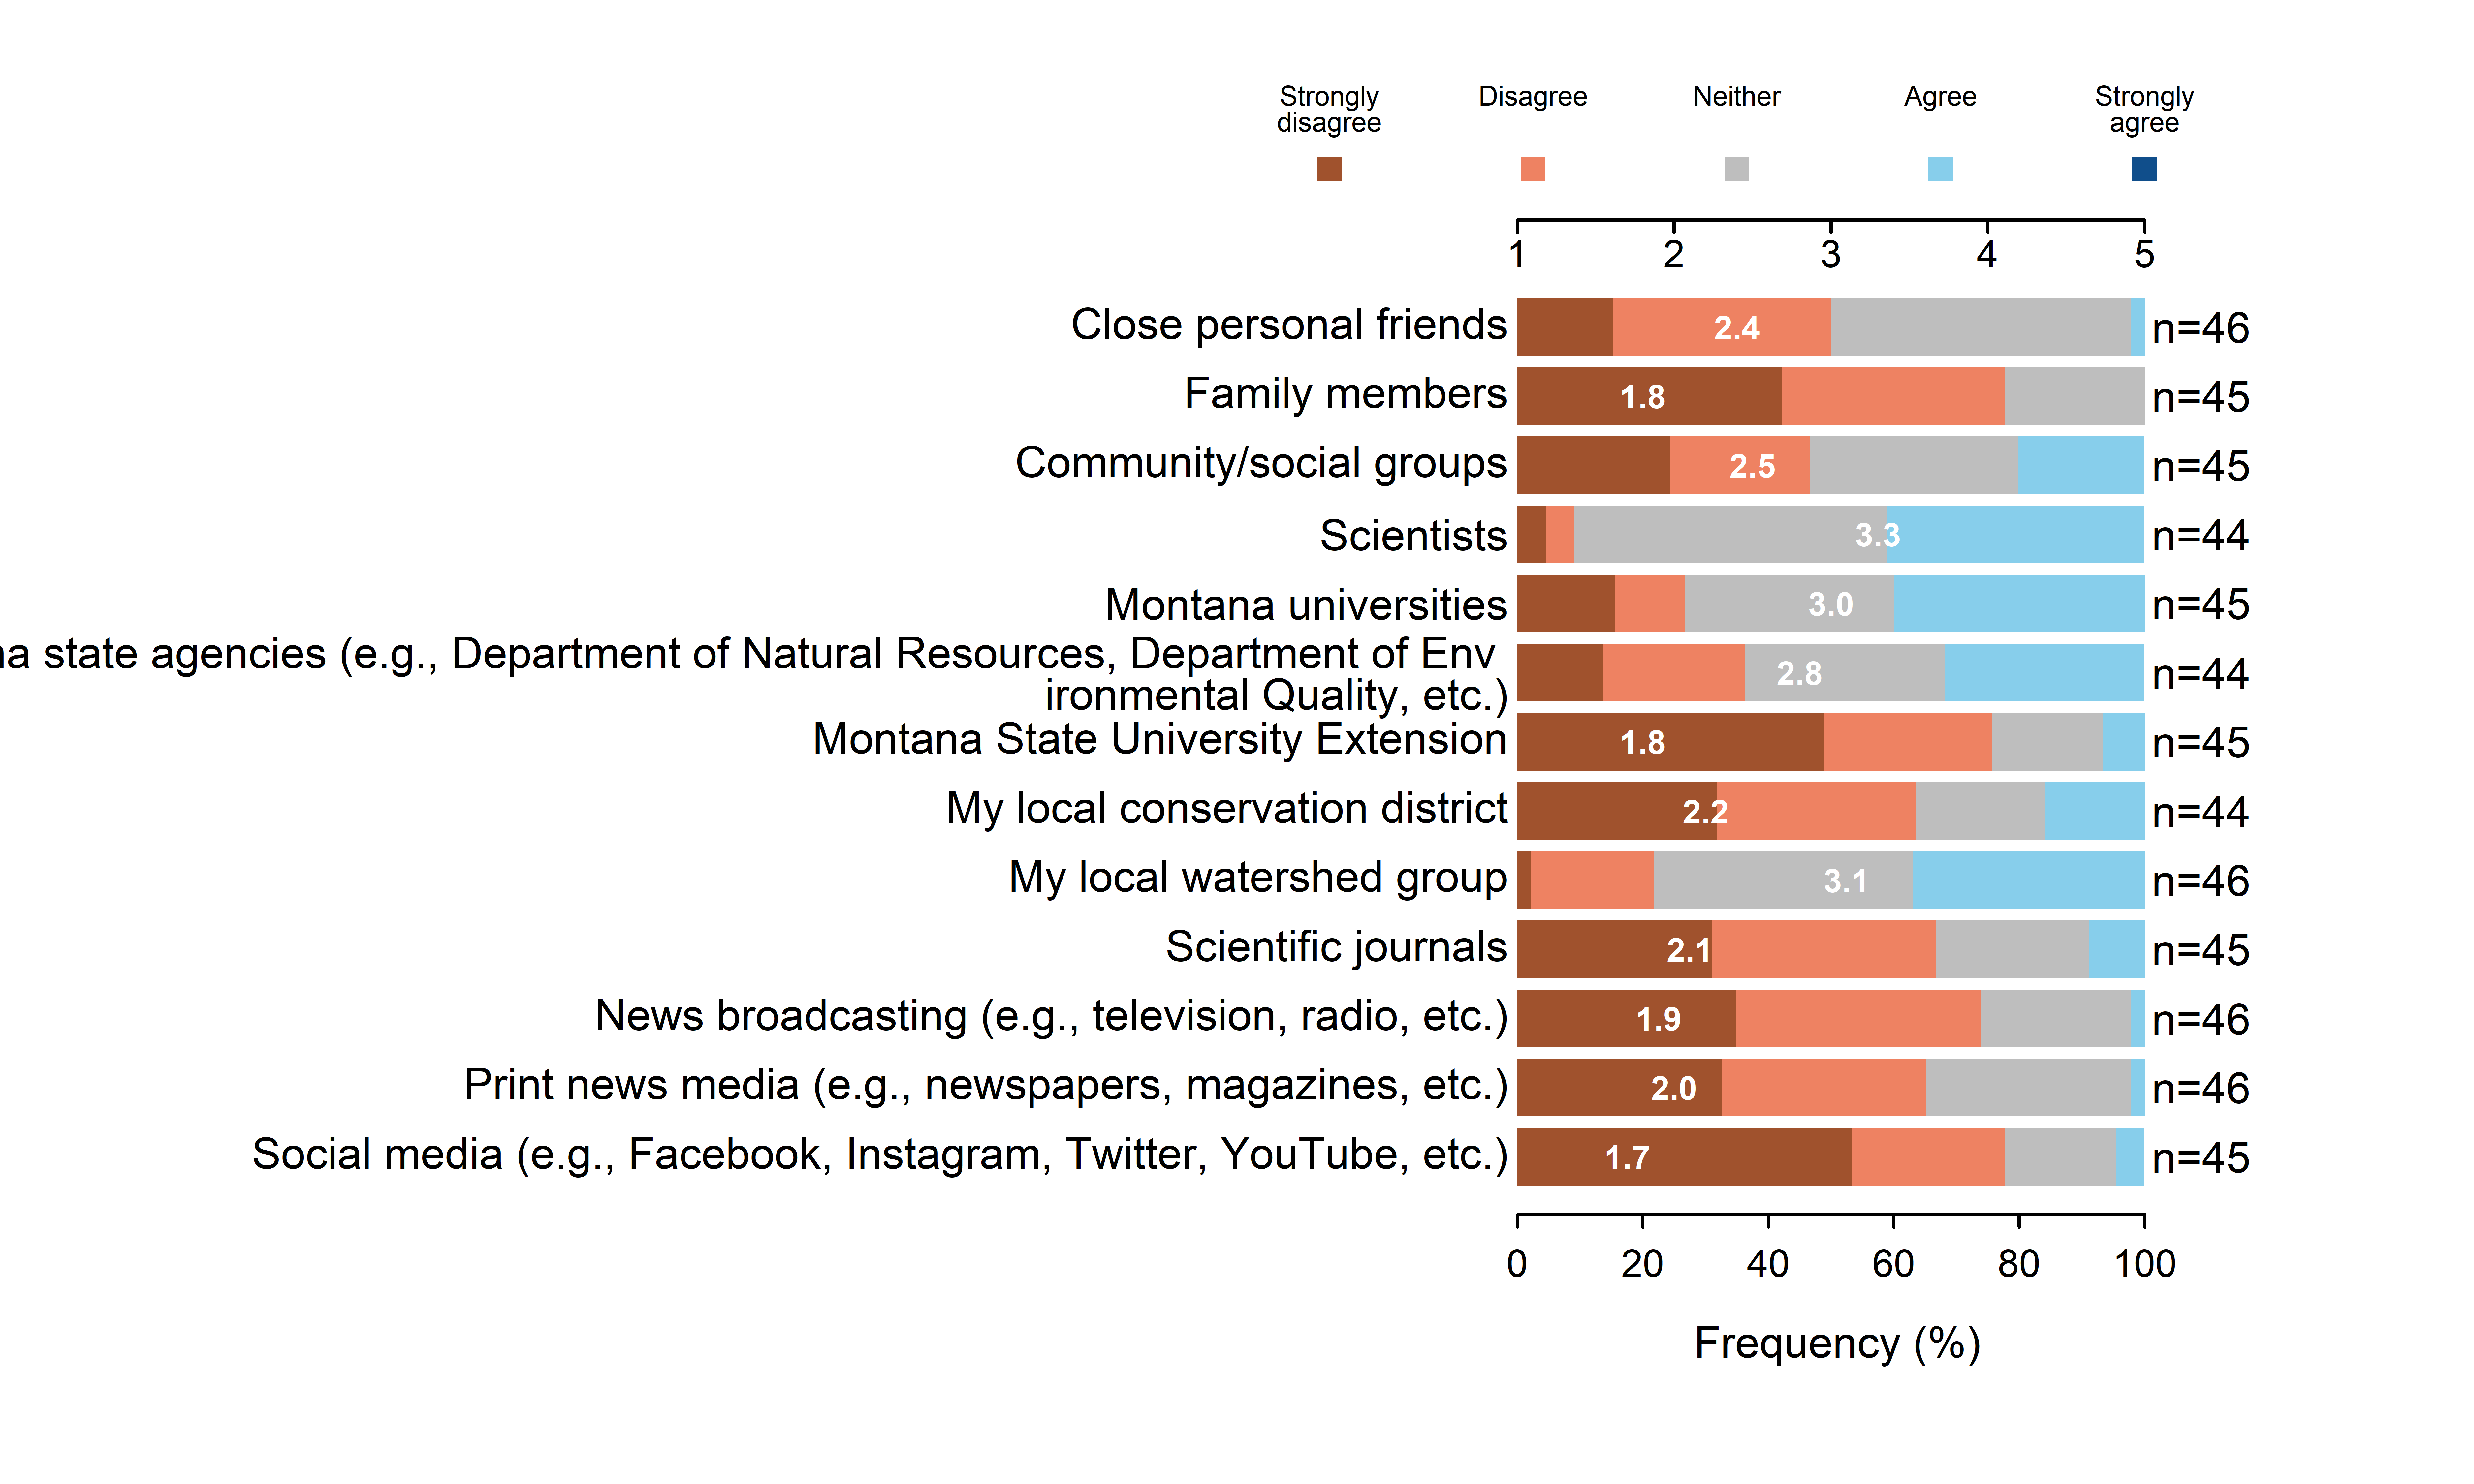 Strongly disagree
Disagree
Neither
Agree
Strongly agree
1 2 3 4 5
Close personal friends 2.4 n=46
Family members 1.8 n=45
Community/social groups 2.5 n=45
Scientists 3.3 n=44
Montana universities 3.0 n=45
na state agencies (e.g., Department of Natural Resources, Department of Env
ironmental Quality, etc.) 2.8 n=44
Montana State University Extension 1.8 n=45
My local conservation district 2.2 n=44
My local watershed group 3.1 n=46
Scientific journals 2.1 n=45
News broadcasting (e.g., television, radio, etc.) 1.9 n=46
Print news media (e.g., newspapers, magazines, etc.) 2.0 n=46
Social media (e.g., Facebook, Instagram, Twitter, YouTube, etc.) 1.7 n=45
0 20 40 60 80 100
Frequency (%)